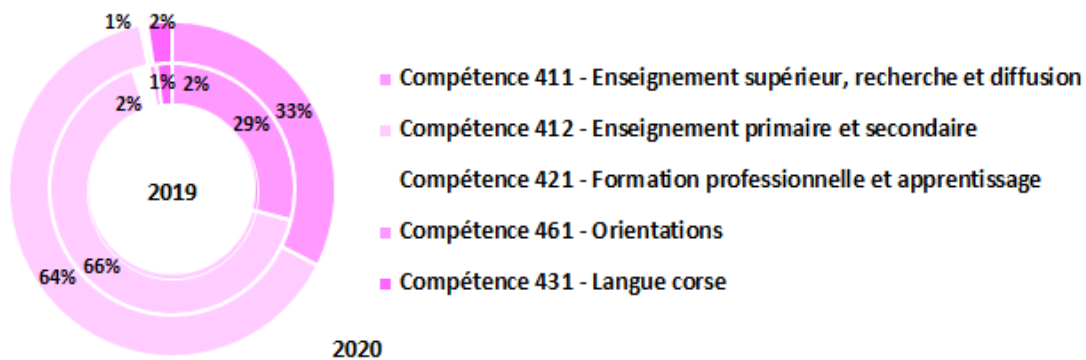 1% 2%
1% 2%
2%
29% 33%
2019
64% 66%
2020
Compétence 411 - Enseignement supérieur, recherche et diffusion
Compétence 412 - Enseignement primaire et secondaire
Compétence 421 - Formation professionnelle et apprentissage
Compétence 461 - Orientations
Compétence 431 - Langue corse